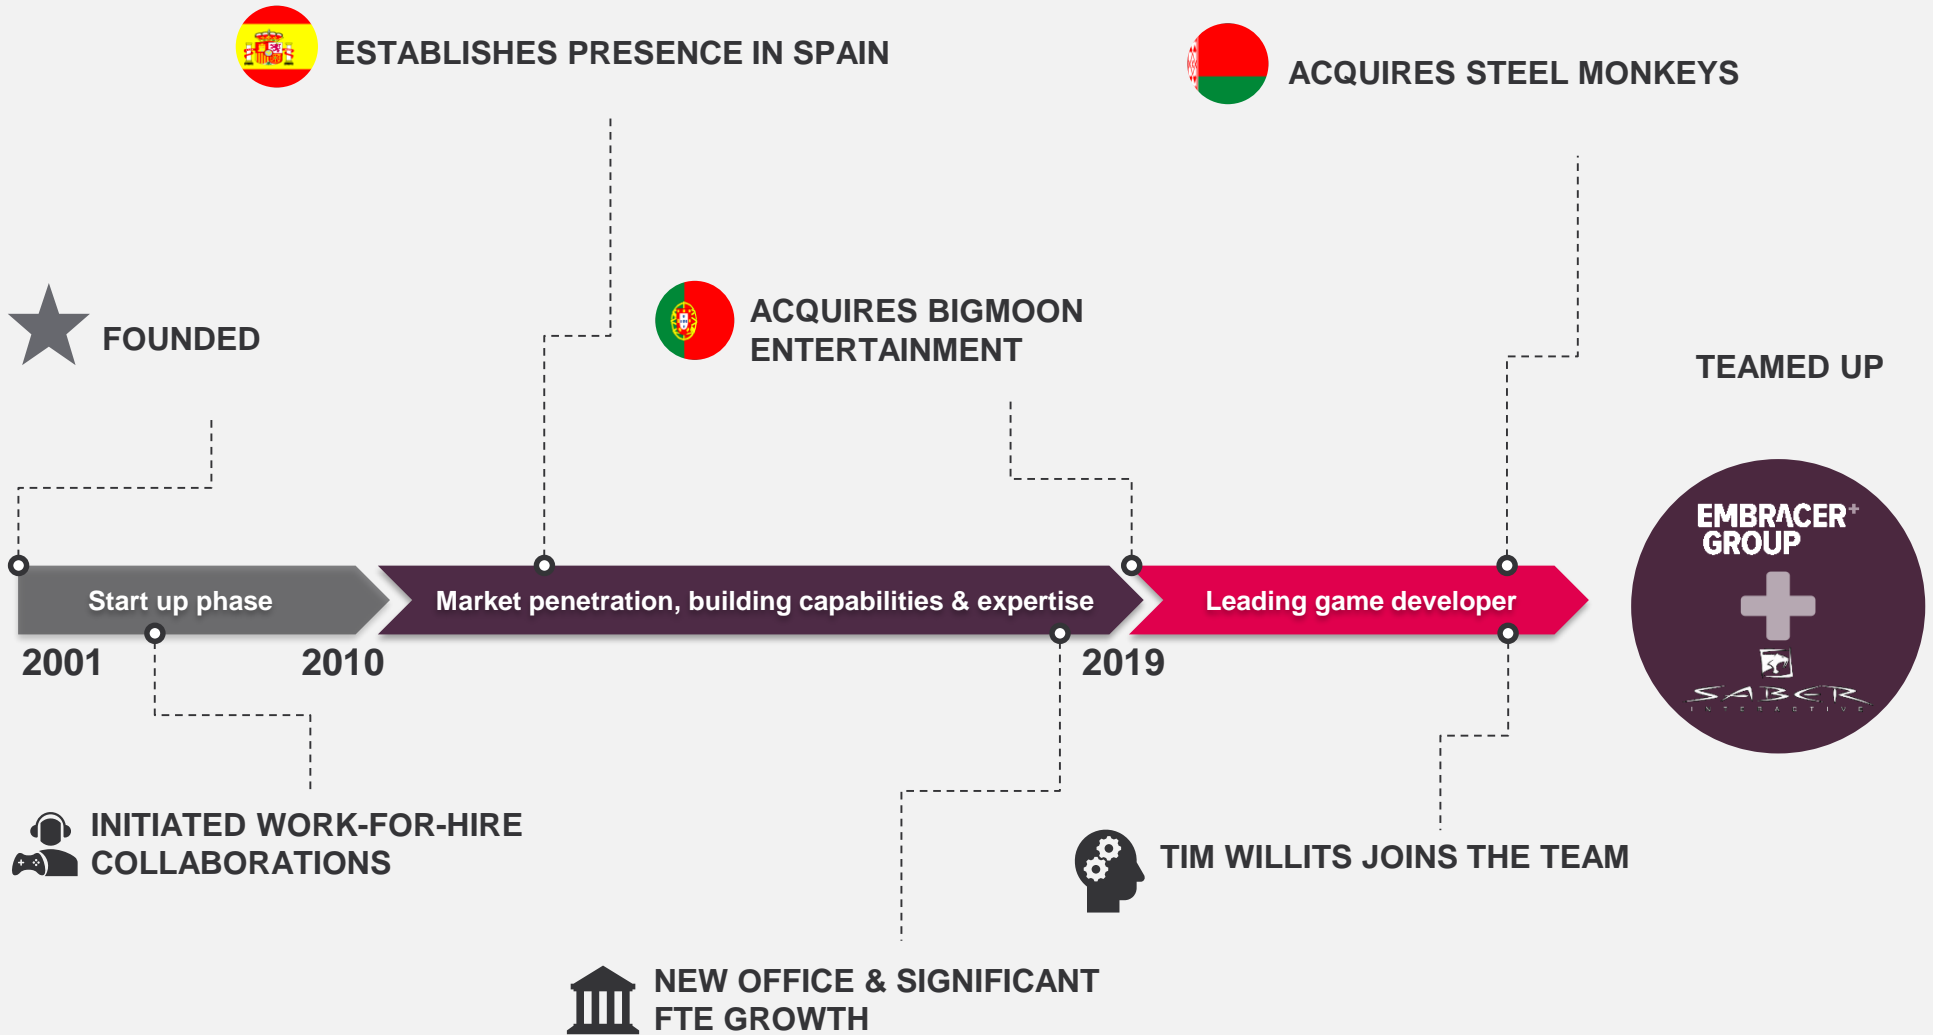 ESTABLISHES PRESENCE IN SPAIN
ACQUIRES STEEL MONKEYS
FOUNDED
ACQUIRES BIGMOON
ENTERTAINMENT
TEAMED UP
EMBRACER+
GROUP
Start up phase
Market penetration, building capabilities & expertise
Leading game developer
2001
2010
2019
SABER
INTERACTIVE
INITIATED WORK-FOR-HIRE
COLLABORATIONS
TIM WILLITS JOINS THE TEAM
NEW OFFICE & SIGNIFICANT
FTE GROWTH